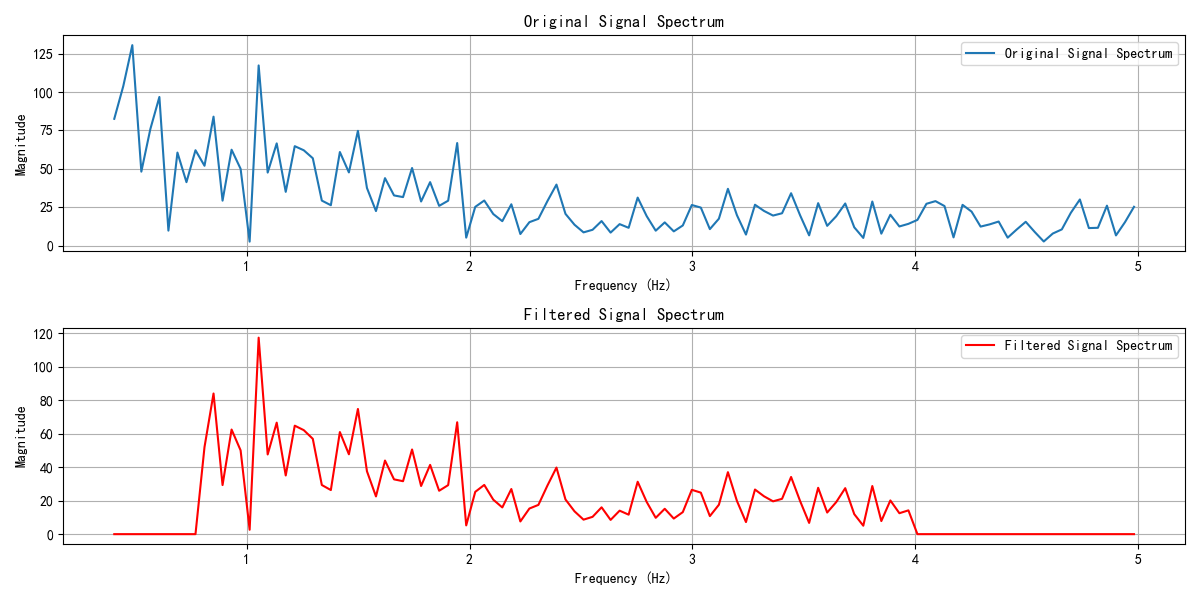 Original Signal Spectrum
Original Signal Spectrum
Magnitude
125
100
75
50
25
0
1
2
3
4
5
Frequency (Hz)
Filtered Signal Spectrum
Filtered Signal Spectrum
Magnitude
120
100
80
60
40
20
0
1
2
3
4
5
Frequency (Hz)